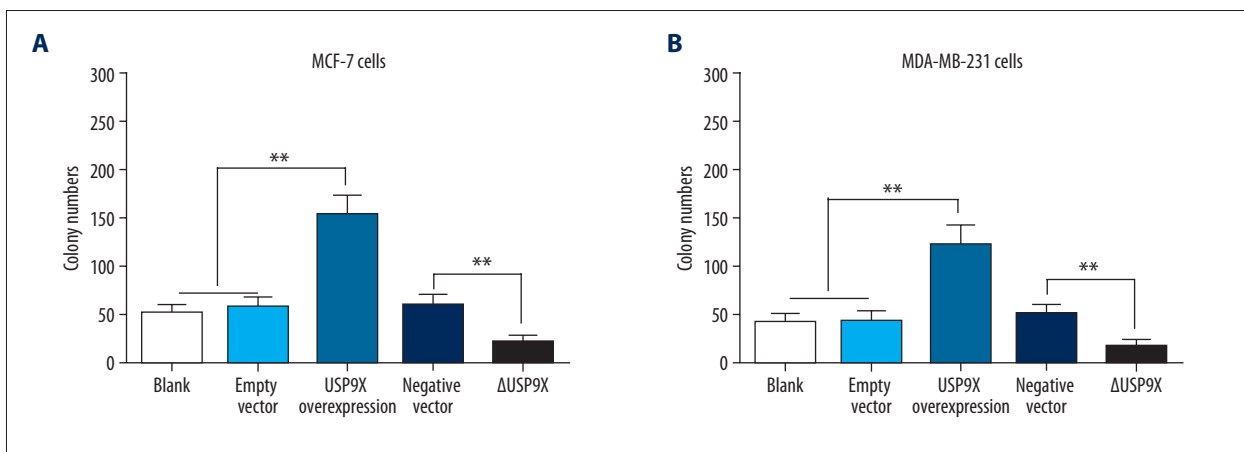 A
MCF-7 cells
Colony numbers
300
250
200
150
100
50
0
**
**
Blank
Empty
vector
USP9X
overexpression
Negative
vector
ΔUSP9X
B
MDA-MB-231 cells
Colony numbers
300
250
200
150
100
50
0
**
**
Blank
Empty
vector
USP9X
overexpression
Negative
vector
ΔUSP9X